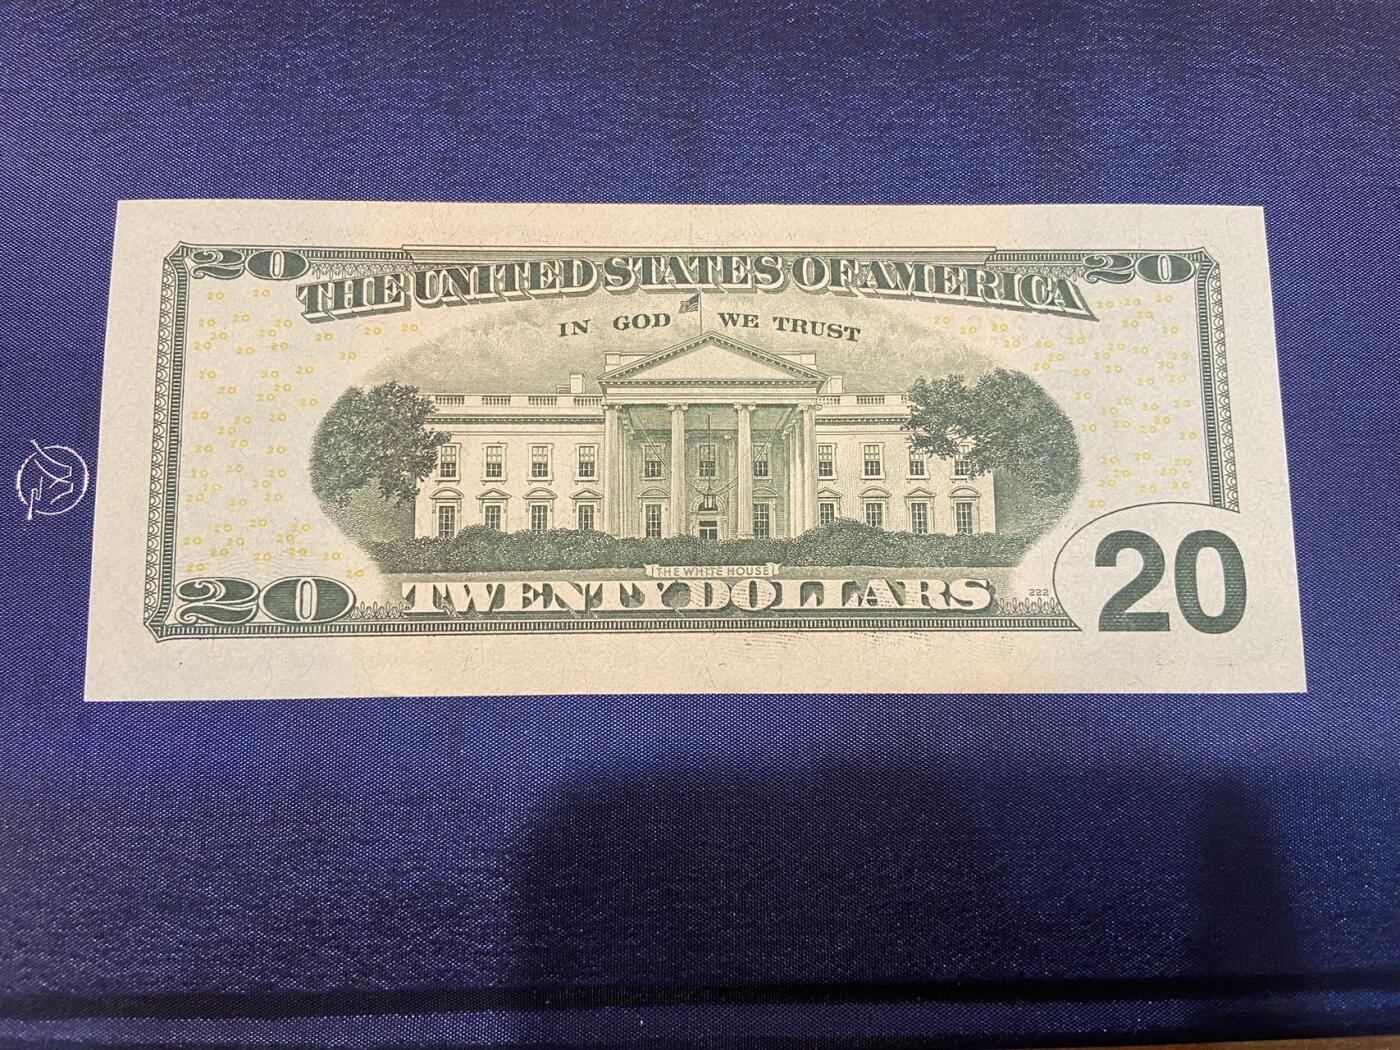 20 20
THE UNITED STATES OF AMERICA
IN GOD WE TRUST
THE WHITE HOUSE
20 TWENTY DOLLARS 222 20